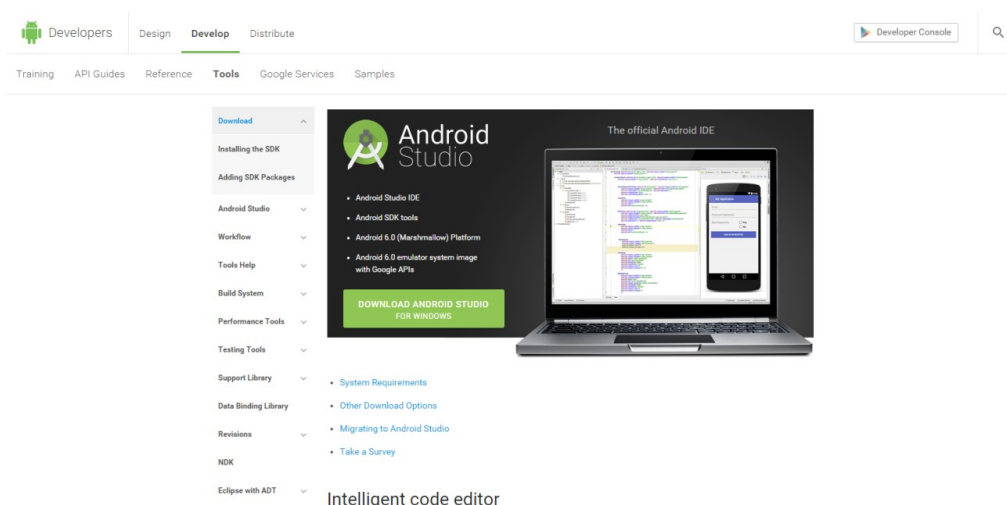 Developers
Design Develop Distribute
Developer Console
Training API Guides Reference Tools Google Services Samples
Download
Installing the SDK
Adding SDK Packages
Android Studio
Workflow
Tools Help
Build System
Performance Tools
Testing Tools
Support Library
Data Binding Library
Revisions
NDK
Eclipse with ADT
Android
Studio
The official Android IDE
• Android Studio IDE
• Android SDK tools
• Android 6.0 (Marshmallow) Platform
• Android 6.0 emulator system image
with Google APIs
DOWNLOAD ANDROID STUDIO
FOR WINDOWS
• System Requirements
• Other Download Options
• Migrating to Android Studio
• Take a Survey
Intelligent code editor